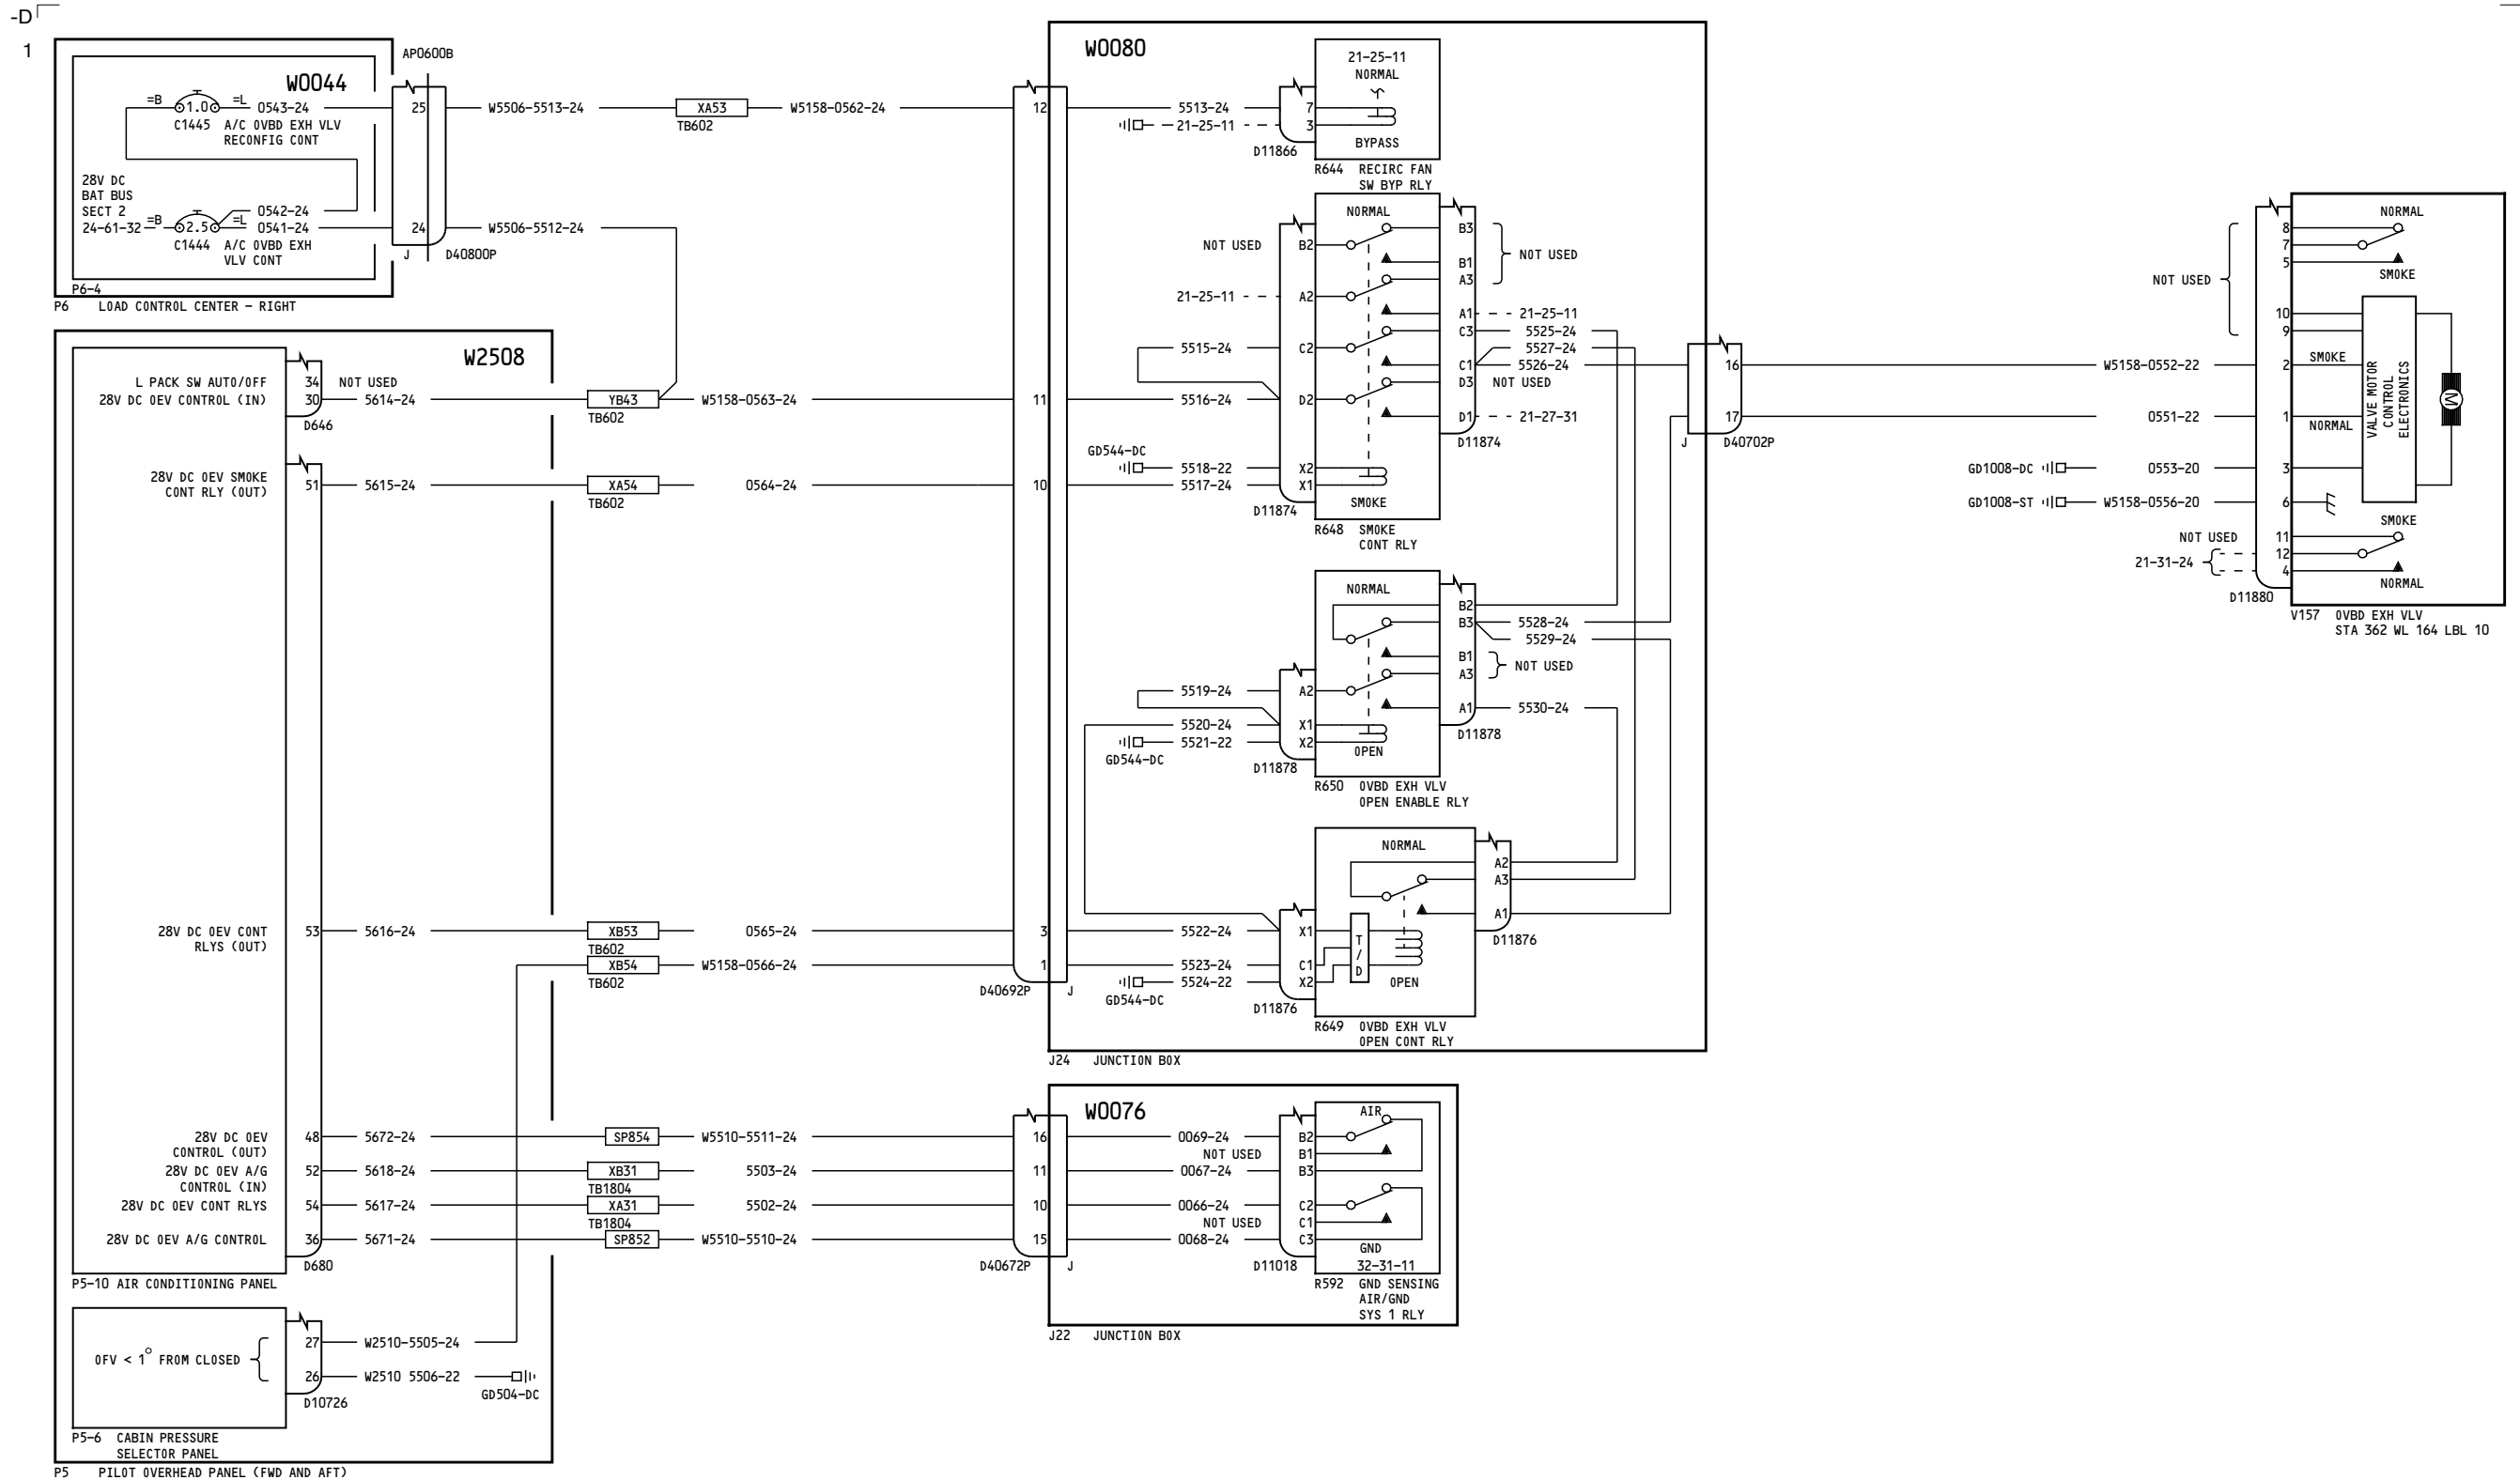 -D
1
W0044
AP0600B
=B 1.0 =L 0543-24
C1445 A/C OVBD EXH VLV
RECONFIG CONT
28V DC
BAT BUS
SECT 2
24-61-32
0542-24
=B 2.5 =L 0541-24
C1444 A/C OVBD EXH
VLV CONT
25
24
J D40800P
P6-4
P6 LOAD CONTROL CENTER - RIGHT
W5506-5513-24
XA53
TB602
W5158-0562-24
W5506-5512-24
W2508
L PACK SW AUTO/OFF 34 NOT USED
28V DC OEV CONTROL (IN) 30 5614-24
D646
YB43
TB602
W5158-0563-24
28V DC OEV SMOKE
CONT RLY (OUT)
51 5615-24
XA54
TB602
0564-24
28V DC OEV CONT
RLYS (OUT)
53 5616-24
XB53
TB602
0565-24
XB54
TB602
W5158-0566-24
28V DC OEV
CONTROL (OUT)
48 5672-24
SP854
W5510-5511-24
28V DC OEV A/G
CONTROL (IN)
52 5618-24
XB31
TB1804
5503-24
28V DC OEV CONT RLYS 54 5617-24
XA31
TB1804
5502-24
28V DC OEV A/G CONTROL 36 5671-24
SP852
W5510-5510-24
D680
P5-10 AIR CONDITIONING PANEL
27 W2510-5505-24
OFV < 1° FROM CLOSED
26 W2510 5506-22
GD504-DC
D10726
P5-6 CABIN PRESSURE
SELECTOR PANEL
P5 PILOT OVERHEAD PANEL (FWD AND AFT)
W0080
12
11
10
3
1
D40692P J
5513-24
21-25-11
7
3
D11866
21-25-11
NORMAL
BYPASS
R644 RECIRC FAN
SW BYP RLY
NORMAL
NOT USED B2
21-25-11 A2
5515-24 C2
5516-24 D2
GD544-DC
5518-22 X2
5517-24 X1
D11874
SMOKE
R648 SMOKE
CONT RLY
B3
NOT USED
B1
A3
A1 21-25-11
C3 5525-24
5527-24
C1 5526-24
D3 NOT USED
D1 21-27-31
D11874
NORMAL
B2
B3 5528-24
5529-24
B1
NOT USED
A3
A1 5530-24
D11878
5519-24 A2
5520-24 X1
5521-22 X2
GD544-DC
D11878
OPEN
R650 OVBD EXH VLV
OPEN ENABLE RLY
NORMAL
A2
A3
A1
D11876
5522-24 X1
5523-24 C1
5524-22 X2
GD544-DC
D11876
T
/
D
OPEN
R649 OVBD EXH VLV
OPEN CONT RLY
J24 JUNCTION BOX
16
17
J D40702P
W0076
16
11
10
15
D40672P J
0069-24 B2
NOT USED B1
0067-24 B3
0066-24 C2
NOT USED C1
0068-24 C3
D11018
AIR
GND
32-31-11
R592 GND SENSING
AIR/GND
SYS 1 RLY
J22 JUNCTION BOX
W5158-0552-22
0551-22
GD1008-DC 0553-20
GD1008-ST W5158-0556-20
NOT USED
8
7
5
10
9
2
1
3
6
NOT USED 11
21-31-24
12
4
D11880
NORMAL
SMOKE
SMOKE
NORMAL
VALVE MOTOR
CONTROL
ELECTRONICS
M
SMOKE
NORMAL
V157 OVBD EXH VLV
STA 362 WL 164 LBL 10